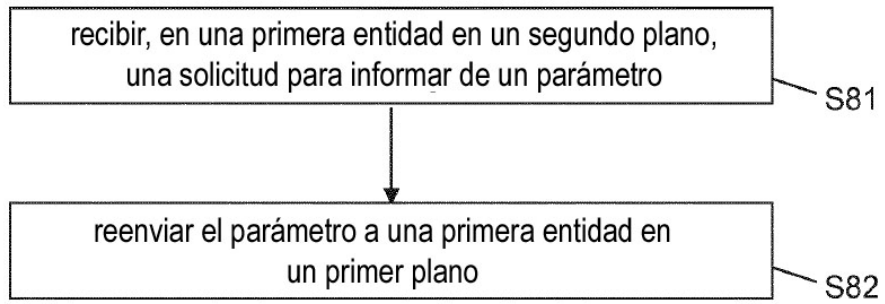 recibir, en una primera entidad en un segundo plano,
una solicitud para informar de un parámetro
S81
reenviar el parámetro a una primera entidad en
un primer plano
S82